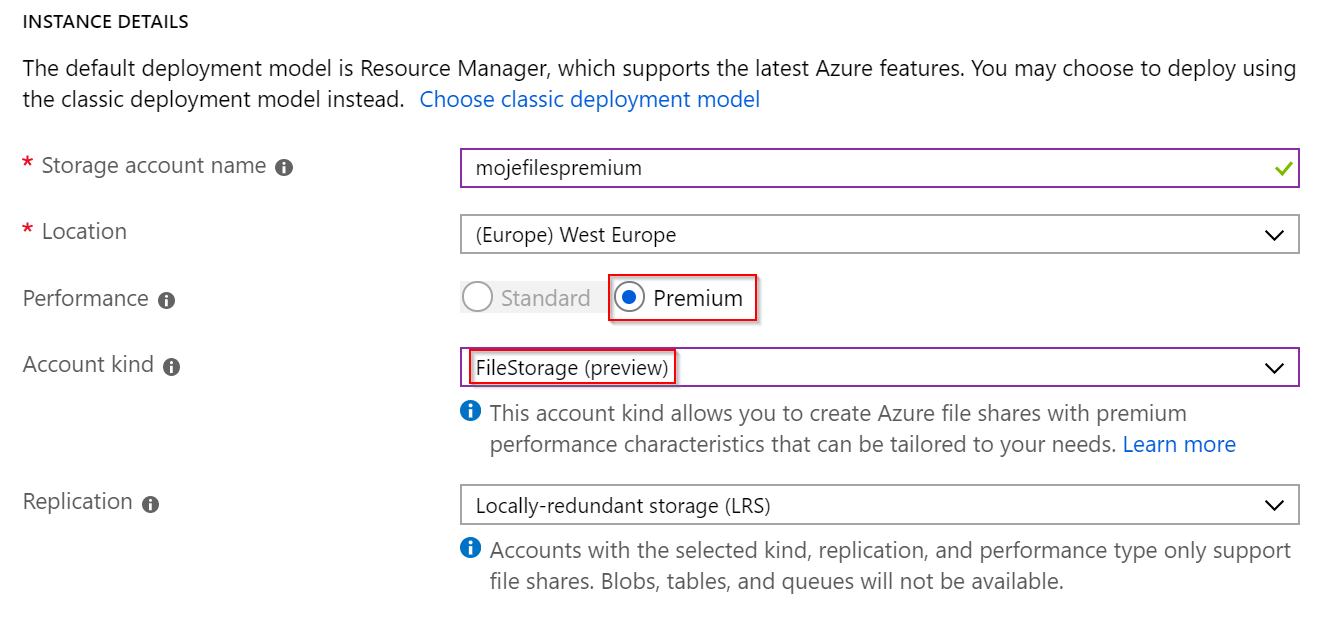 INSTANCE DETAILS
The default deployment model is Resource Manager, which supports the latest Azure features. You may choose to deploy using
the classic deployment model instead. Choose classic deployment model
* Storage account name
mojefilespremium
* Location
(Europe) West Europe
Performance
Standard
Premium
Account kind
FileStorage (preview)
This account kind allows you to create Azure file shares with premium
performance characteristics that can be tailored to your needs. Learn more
Replication
Locally-redundant storage (LRS)
Accounts with the selected kind, replication, and performance type only support
file shares. Blobs, tables, and queues will not be available.